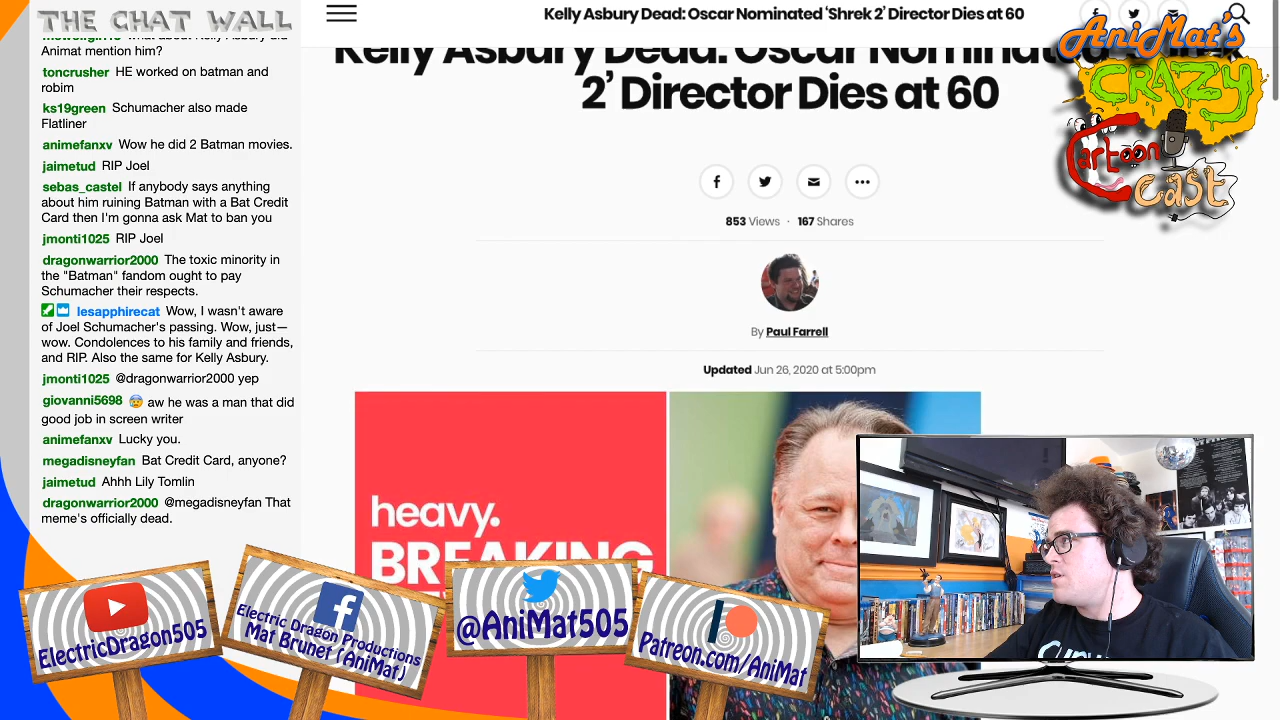 THE CHAT WALL
Animat mention him?
toncrusher HE worked on batman and
robim
ks19green Schumacher also made
Flatliner
animefanxv Wow he did 2 Batman movies.
jaimetud RIP Joel
sebas_castel If anybody says anything
about him ruining Batman with a Bat Credit
Card then I'm gonna ask Mat to ban you
jmonti1025 RIP Joel
dragonwarrior2000 The toxic minority in
the "Batman" fandom ought to pay
Schumacher their respects.
lesapphirecat Wow, I wasn't aware
of Joel Schumacher's passing. Wow, just—
wow. Condolences to his family and friends,
and RIP. Also the same for Kelly Asbury.
jmonti1025 @dragonwarrior2000 yep
giovanni5698 😰 aw he was a man that did
good job in screen writer
animefanxv Lucky you.
megadisneyfan Bat Credit Card, anyone?
jaimetud Ahhh Lily Tomlin
dragonwarrior2000 @megadisneyfan That
meme's officially dead.
Kelly Asbury Dead: Oscar Nominated ‘Shrek 2’ Director Dies at 60
Kelly Asbury Dead: Oscar Nominated
2’ Director Dies at 60
853 Views · 167 Shares
By Paul Farrell
Updated Jun 26, 2020 at 5:00pm
heavy.
BREAKING
AniMat's
CRAZY
Cartoon
Cast
ElectricDragon505
Electric Dragon Productions
Mat Brunet (AniMat)
@AniMat505
Patreon.com/AniMat